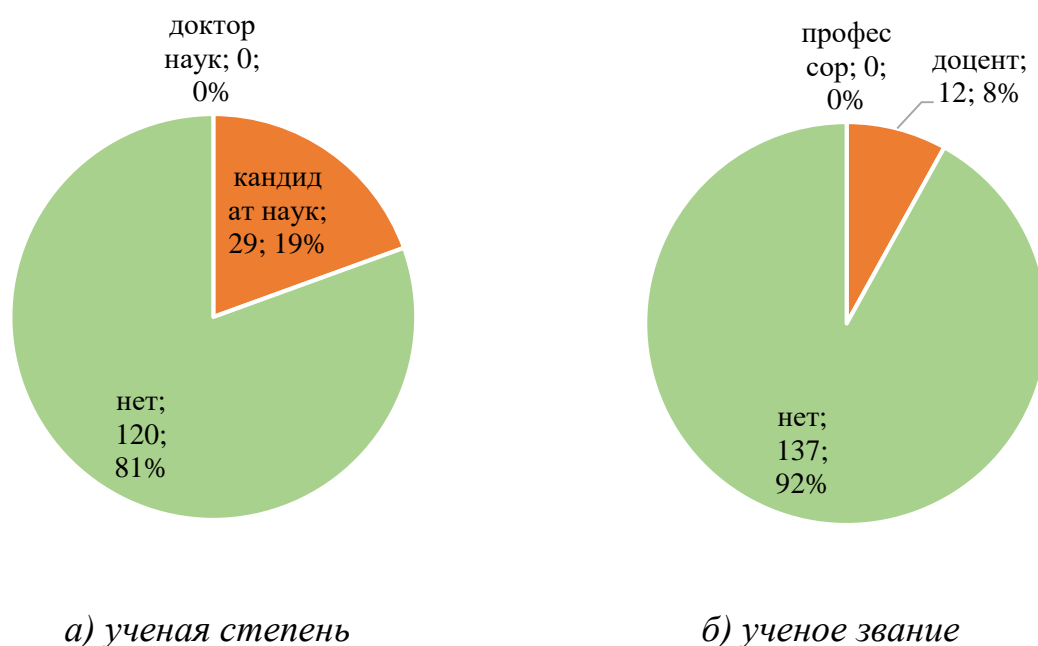 доктор
наук; 0;
0%
кандид
ат наук;
29; 19%
нет;
120;
81%
а) ученая степень
профес
сор; 0;
0%
доцент;
12; 8%
нет;
137;
92%
б) ученое звание